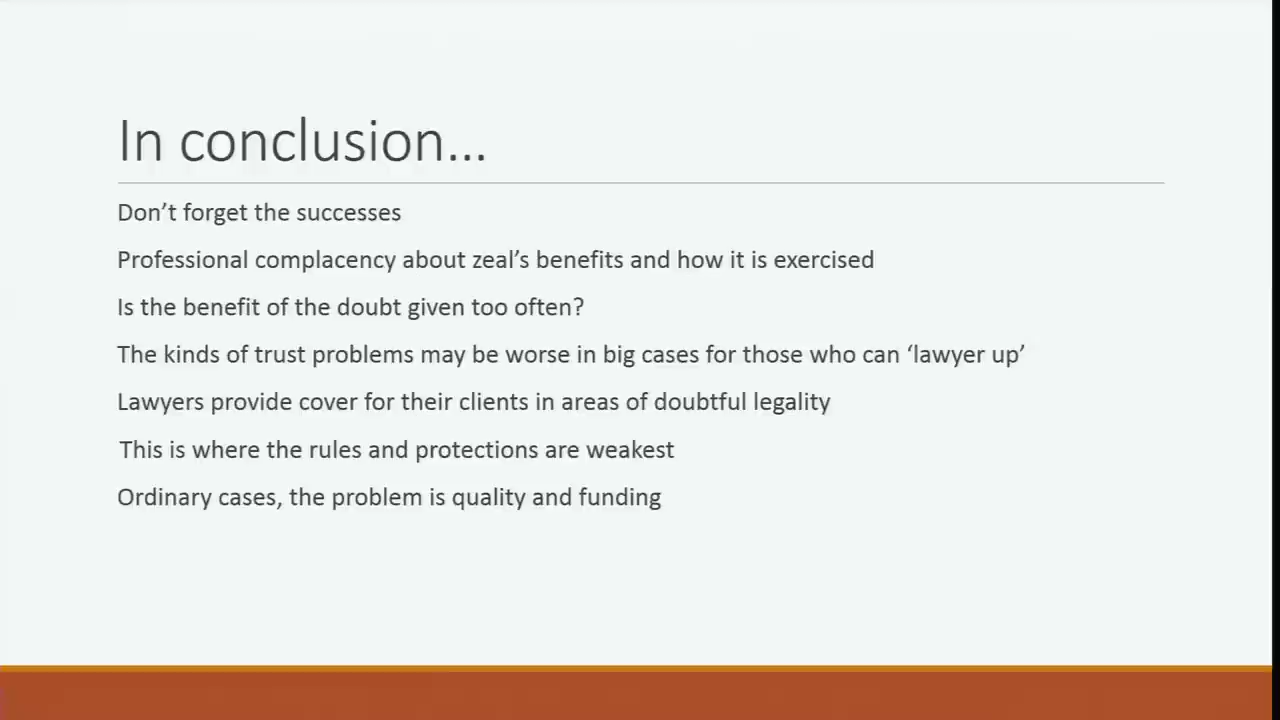 In conclusion…
Don’t forget the successes
Professional complacency about zeal’s benefits and how it is exercised
Is the benefit of the doubt given too often?
The kinds of trust problems may be worse in big cases for those who can ‘lawyer up’
Lawyers provide cover for their clients in areas of doubtful legality
This is where the rules and protections are weakest
Ordinary cases, the problem is quality and funding